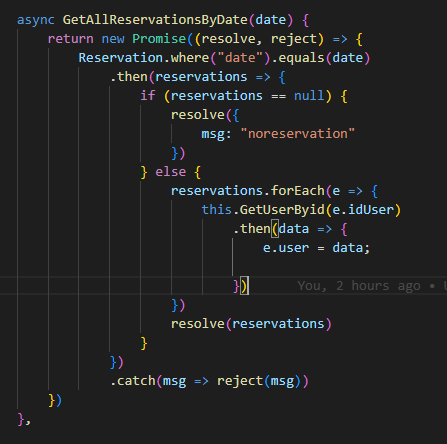 async GetAllReservationsByDate(date) {
return new Promise((resolve, reject) => {
Reservation.where("date").equals(date)
.then(reservations => {
if (reservations == null) {
resolve({
msg: "noreservation"
})
} else {
reservations.forEach(e => {
this.GetUserByid(e.idUser)
.then(data => {
e.user = data;
}) You, 2 hours ago •
})
resolve(reservations)
}
})
.catch(msg => reject(msg))
})
},